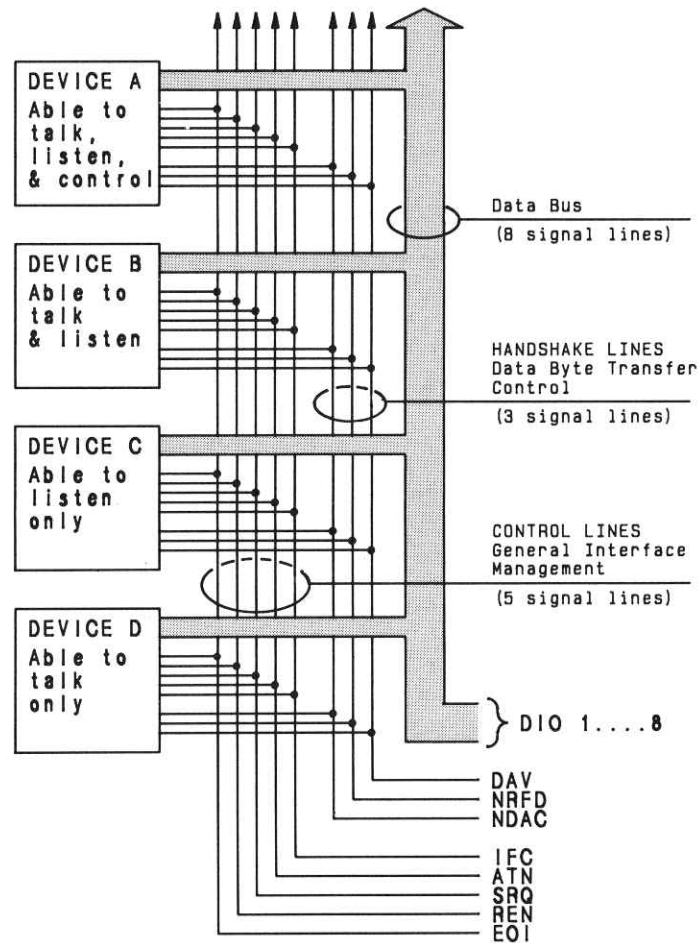 DEVICE A
Able to
talk,
listen,
& control
Data Bus
(8 signal lines)
DEVICE B
Able to
talk
& listen
HANDSHAKE LINES
Data Byte Transfer
Control
(3 signal lines)
DEVICE C
Able to
listen
only
CONTROL LINES
General Interface
Management
(5 signal lines)
DEVICE D
Able to
talk
only
DIO 1....8
DAV
NRFD
NDAC
IFC
ATN
SRQ
REN
EOI